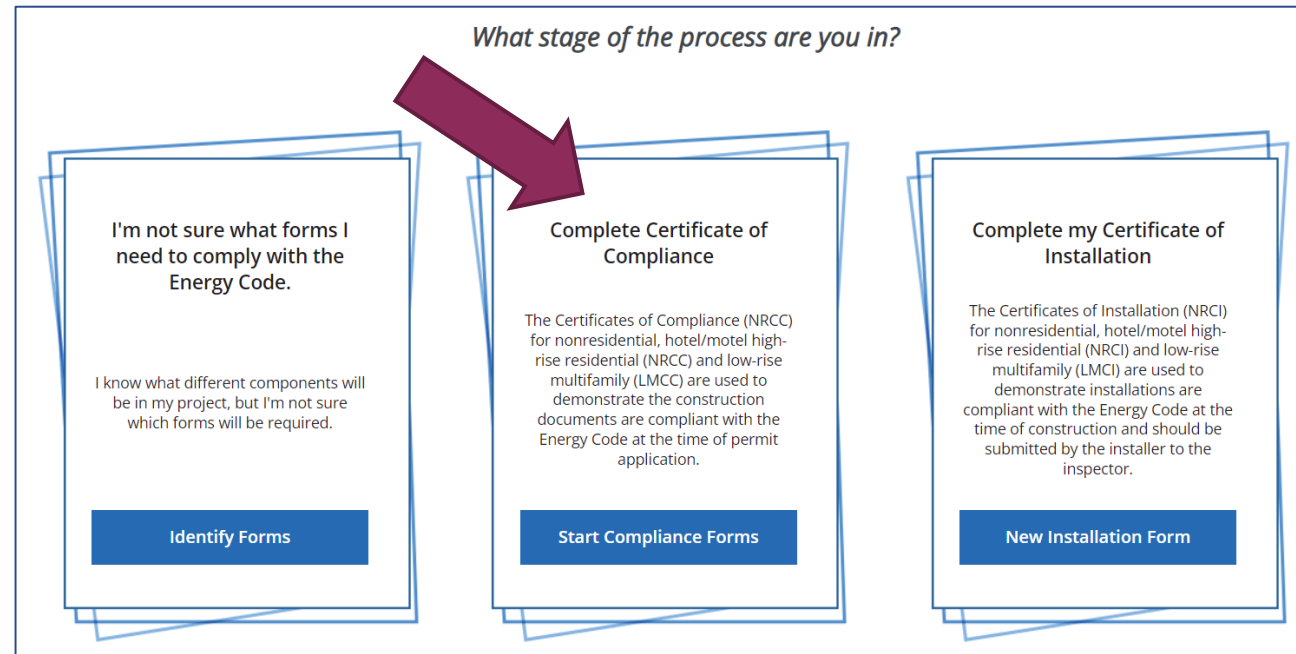 What stage of the process are you in?
I'm not sure what forms I
need to comply with the
Energy Code.
I know what different components will
be in my project, but I'm not sure
which forms will be required.
Identify Forms
Complete Certificate of
Compliance
The Certificates of Compliance (NRCC)
for nonresidential, hotel/motel high-
rise residential (NRCC) and low-rise
multifamily (LMCC) are used to
demonstrate the construction
documents are compliant with the
Energy Code at the time of permit
application.
Start Compliance Forms
Complete my Certificate of
Installation
The Certificates of Installation (NRCI)
for nonresidential, hotel/motel high-
rise residential (NRCI) and low-rise
multifamily (LMCI) are used to
demonstrate installations are
compliant with the Energy Code at the
time of construction and should be
submitted by the installer to the
inspector.
New Installation Form